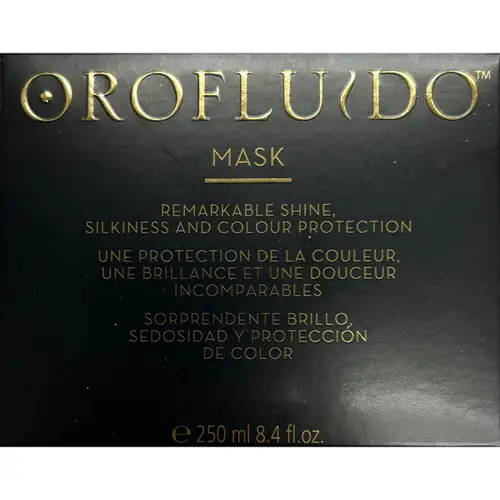 OROFLUIDO™
MASK
REMARKABLE SHINE,
SILKINESS AND COLOUR PROTECTION
UNE PROTECTION DE LA COULEUR,
UNE BRILLANCE ET UNE DOUCEUR
INCOMPARABLES
SORPRENDENTE BRILLO,
SEDOSIDAD Y PROTECCIÓN
DE COLOR
℮ 250 ml 8.4 fl.oz.